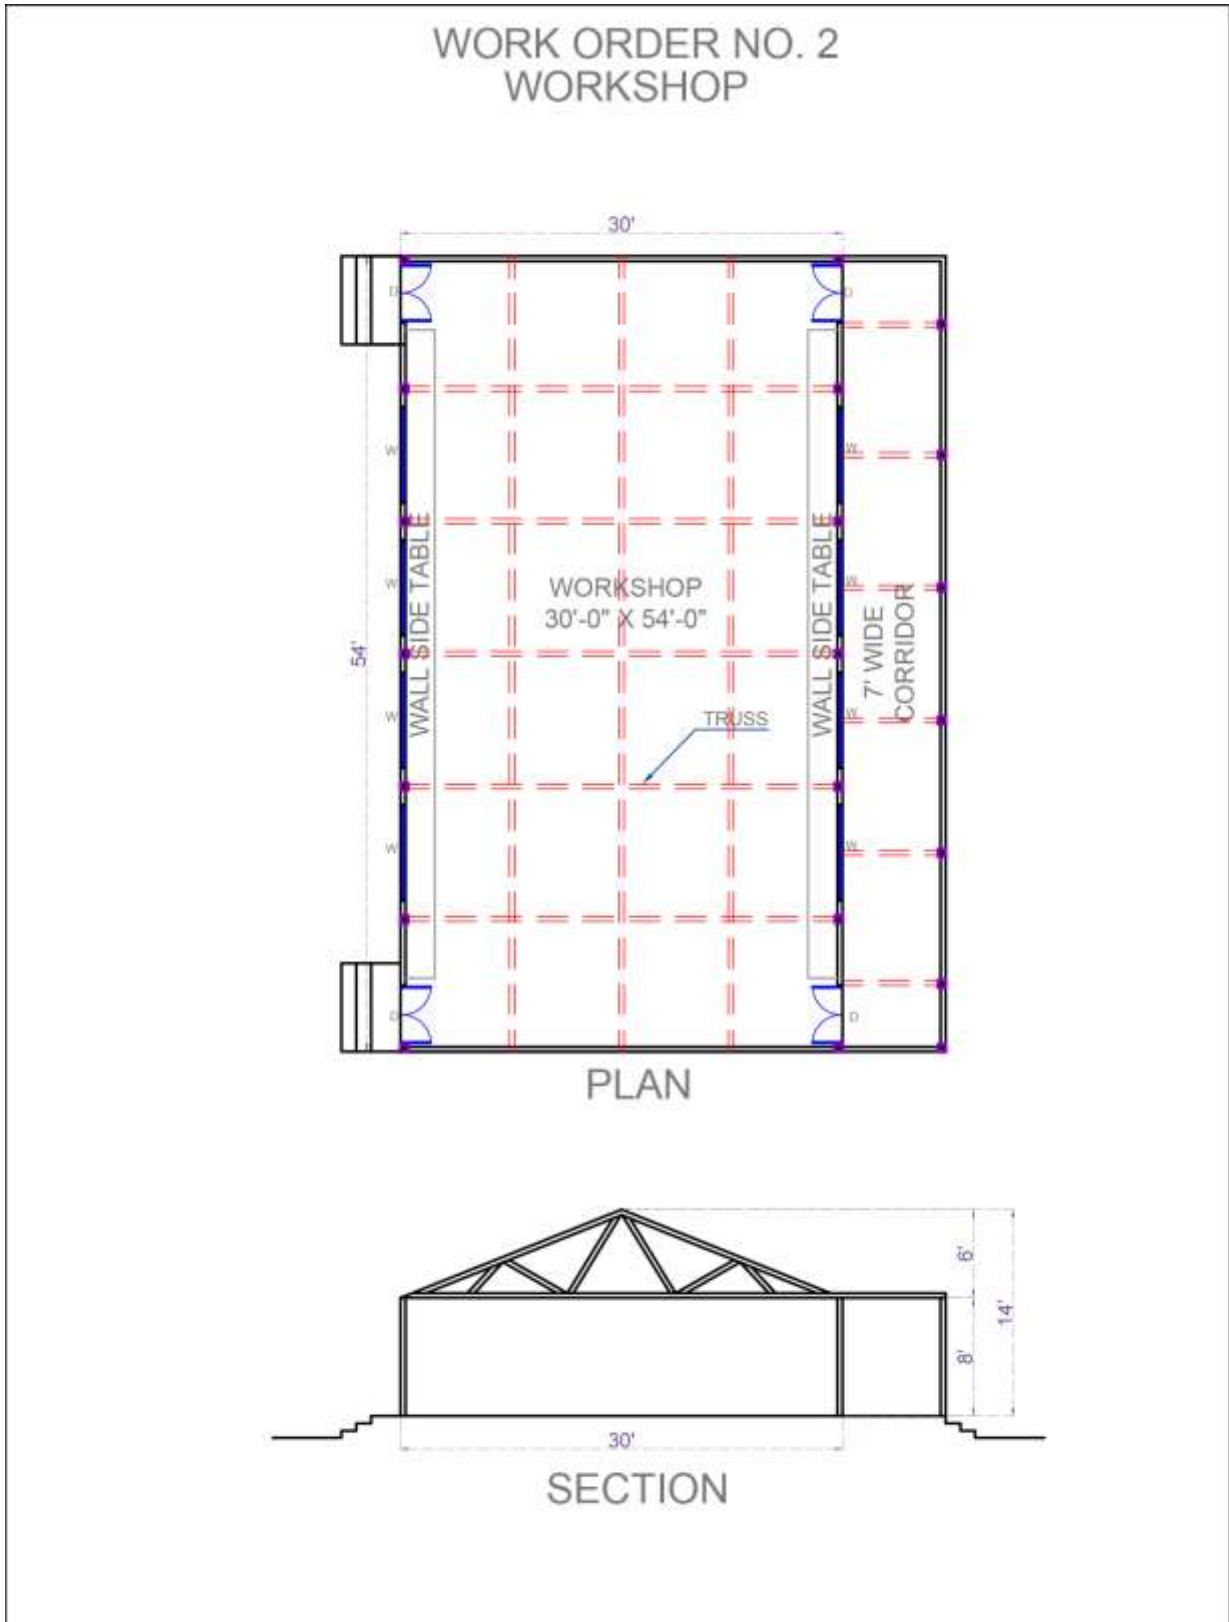 WORK ORDER NO. 2
WORKSHOP
30'
D
D
W
W
WALL SIDE TABLE
WALL SIDE TABLE
WORKSHOP
30'-0" X 54'-0"
W
W
7' WIDE
CORRIDOR
54'
TRUSS
W
W
W
W
D
D
PLAN
6'
14'
8'
30'
SECTION